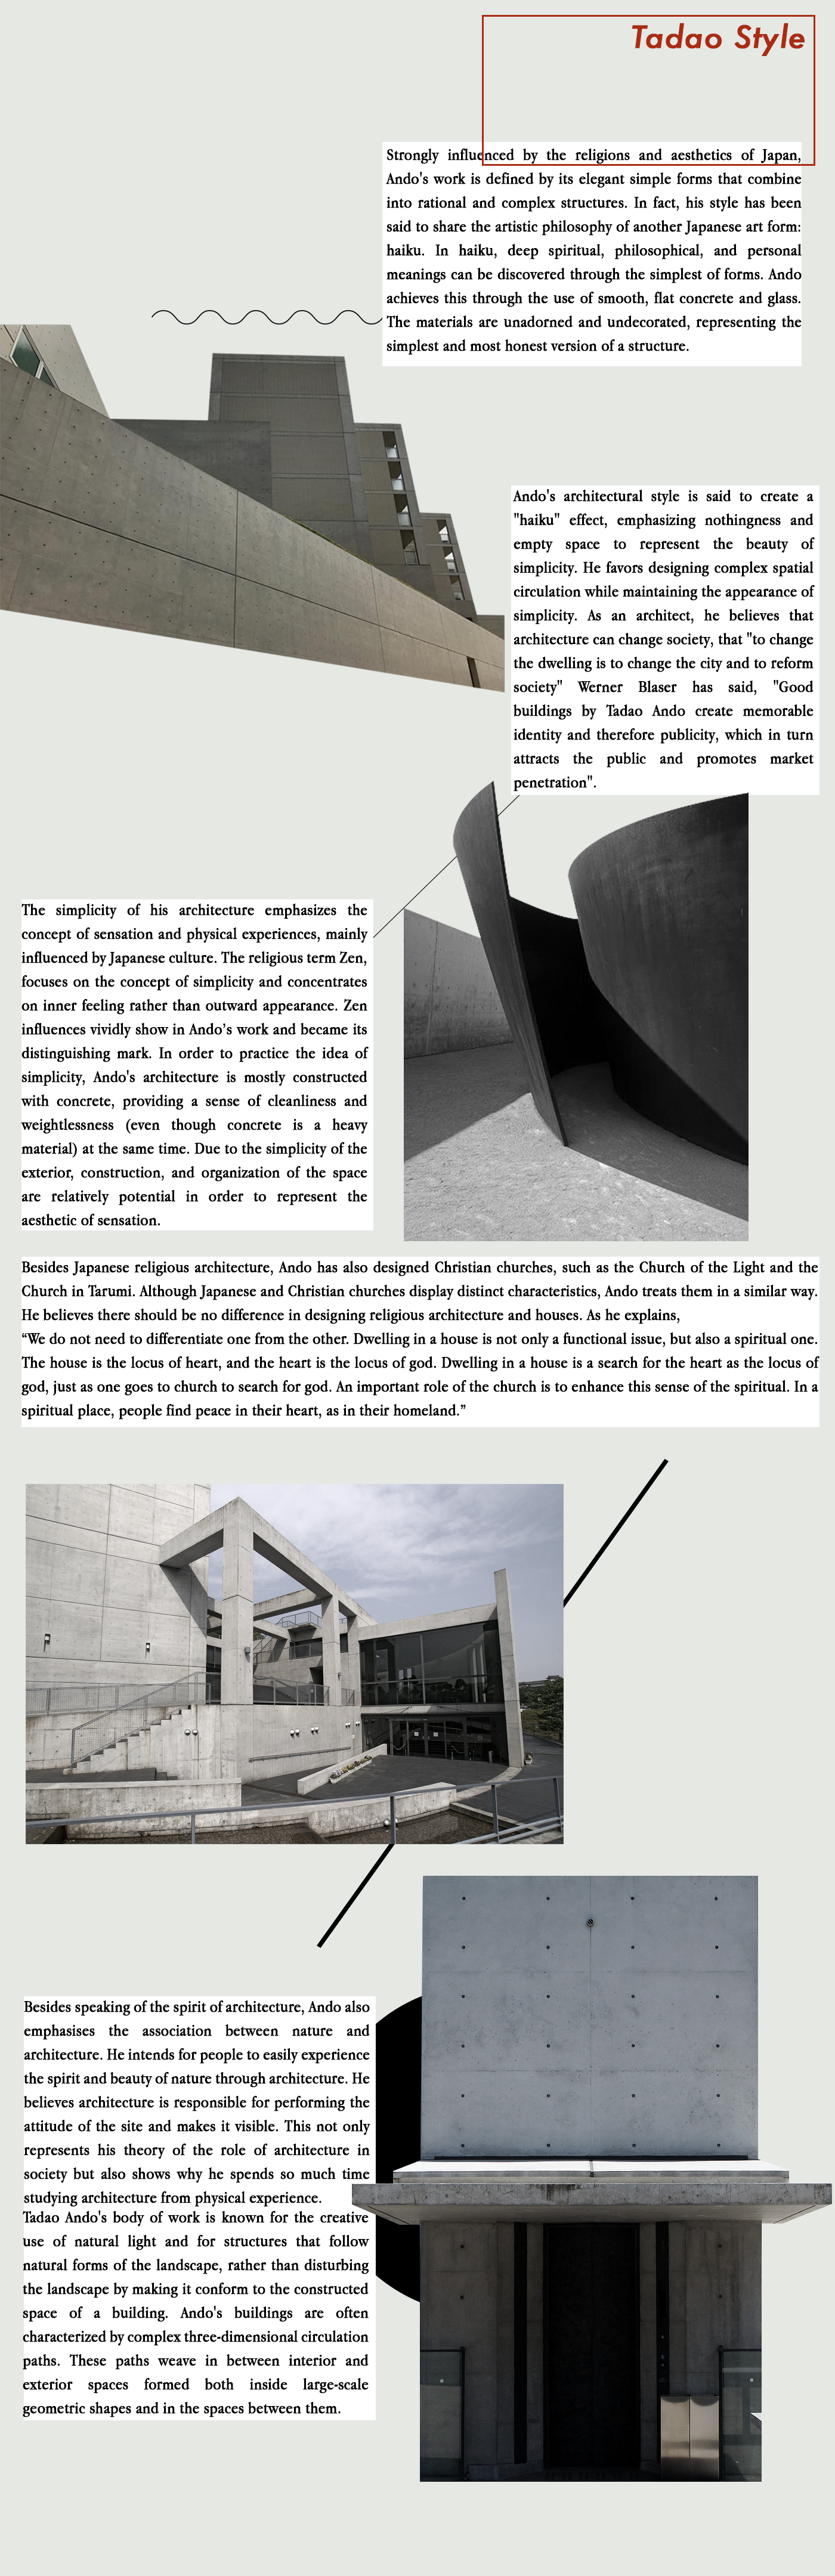 Tadao Style
Strongly influenced by the religions and aesthetics of Japan,
Ando's work is defined by its elegant simple forms that combine
into rational and complex structures. In fact, his style has been
said to share the artistic philosophy of another Japanese art form:
haiku. In haiku, deep spiritual, philosophical, and personal
meanings can be discovered through the simplest of forms. Ando
achieves this through the use of smooth, flat concrete and glass.
The materials are unadorned and undecorated, representing the
simplest and most honest version of a structure.
Ando's architectural style is said to create a
"haiku" effect, emphasizing nothingness and
empty space to represent the beauty of
simplicity. He favors designing complex spatial
circulation while maintaining the appearance of
simplicity. As an architect, he believes that
architecture can change society, that "to change
the dwelling is to change the city and to reform
society" Werner Blaser has said, "Good
buildings by Tadao Ando create memorable
identity and therefore publicity, which in turn
attracts the public and promotes market
penetration".
The simplicity of his architecture emphasizes the
concept of sensation and physical experiences, mainly
influenced by Japanese culture. The religious term Zen,
focuses on the concept of simplicity and concentrates
on inner feeling rather than outward appearance. Zen
influences vividly show in Ando’s work and became its
distinguishing mark. In order to practice the idea of
simplicity, Ando's architecture is mostly constructed
with concrete, providing a sense of cleanliness and
weightlessness (even though concrete is a heavy
material) at the same time. Due to the simplicity of the
exterior, construction, and organization of the space
are relatively potential in order to represent the
aesthetic of sensation.
Besides Japanese religious architecture, Ando has also designed Christian churches, such as the Church of the Light and the
Church in Tarumi. Although Japanese and Christian churches display distinct characteristics, Ando treats them in a similar way.
He believes there should be no difference in designing religious architecture and houses. As he explains,
“We do not need to differentiate one from the other. Dwelling in a house is not only a functional issue, but also a spiritual one.
The house is the locus of heart, and the heart is the locus of god. Dwelling in a house is a search for the heart as the locus of
god, just as one goes to church to search for god. An important role of the church is to enhance this sense of the spiritual. In a
spiritual place, people find peace in their heart, as in their homeland.”
Besides speaking of the spirit of architecture, Ando also
emphasises the association between nature and
architecture. He intends for people to easily experience
the spirit and beauty of nature through architecture. He
believes architecture is responsible for performing the
attitude of the site and makes it visible. This not only
represents his theory of the role of architecture in
society but also shows why he spends so much time
studying architecture from physical experience.
Tadao Ando's body of work is known for the creative
use of natural light and for structures that follow
natural forms of the landscape, rather than disturbing
the landscape by making it conform to the constructed
space of a building. Ando's buildings are often
characterized by complex three-dimensional circulation
paths. These paths weave in between interior and
exterior spaces formed both inside large-scale
geometric shapes and in the spaces between them.